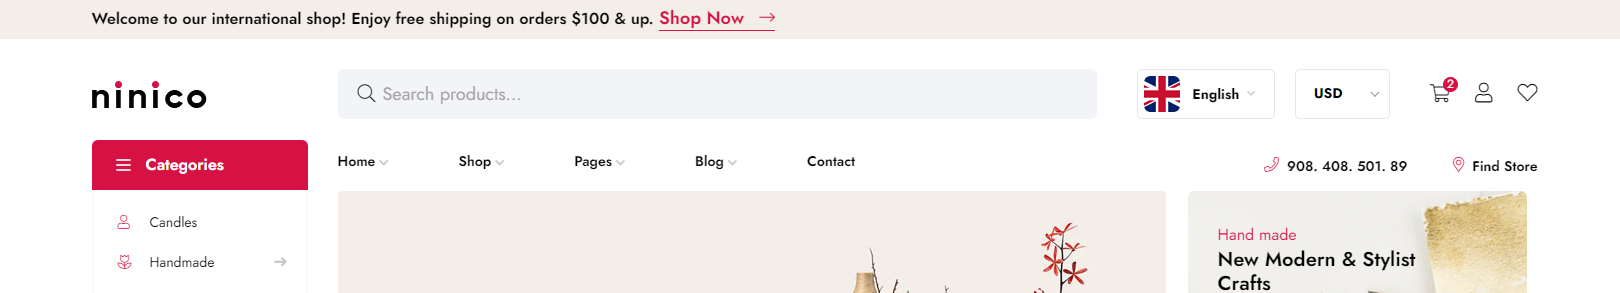 Welcome to our international shop! Enjoy free shipping on orders $100 & up. Shop Now
ninico
Search products...
English
USD
2
Categories
Home
Shop
Pages
Blog
Contact
908. 408. 501. 89
Find Store
Candles
Handmade
Hand made
New Modern & Stylist
Crafts